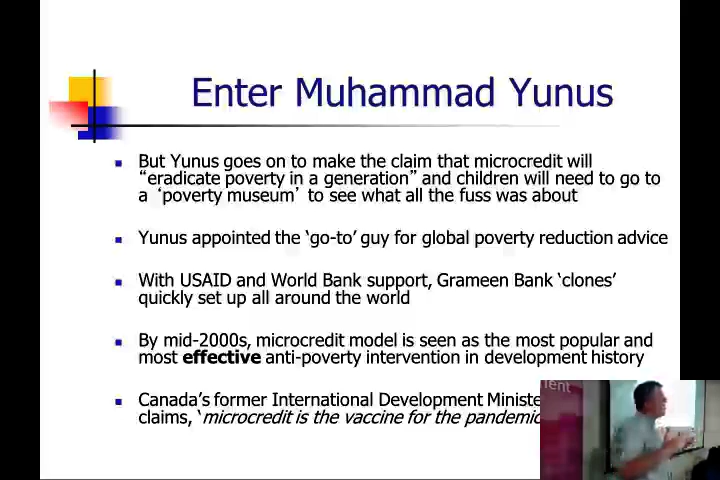 Enter Muhammad Yunus
But Yunus goes on to make the claim that microcredit will
“eradicate poverty in a generation” and children will need to go to
a ‘poverty museum’ to see what all the fuss was about
Yunus appointed the ‘go-to’ guy for global poverty reduction advice
With USAID and World Bank support, Grameen Bank ‘clones’
quickly set up all around the world
By mid-2000s, microcredit model is seen as the most popular and
most effective anti-poverty intervention in development history
Canada’s former International Development Ministe
claims, ‘microcredit is the vaccine for the pandemic